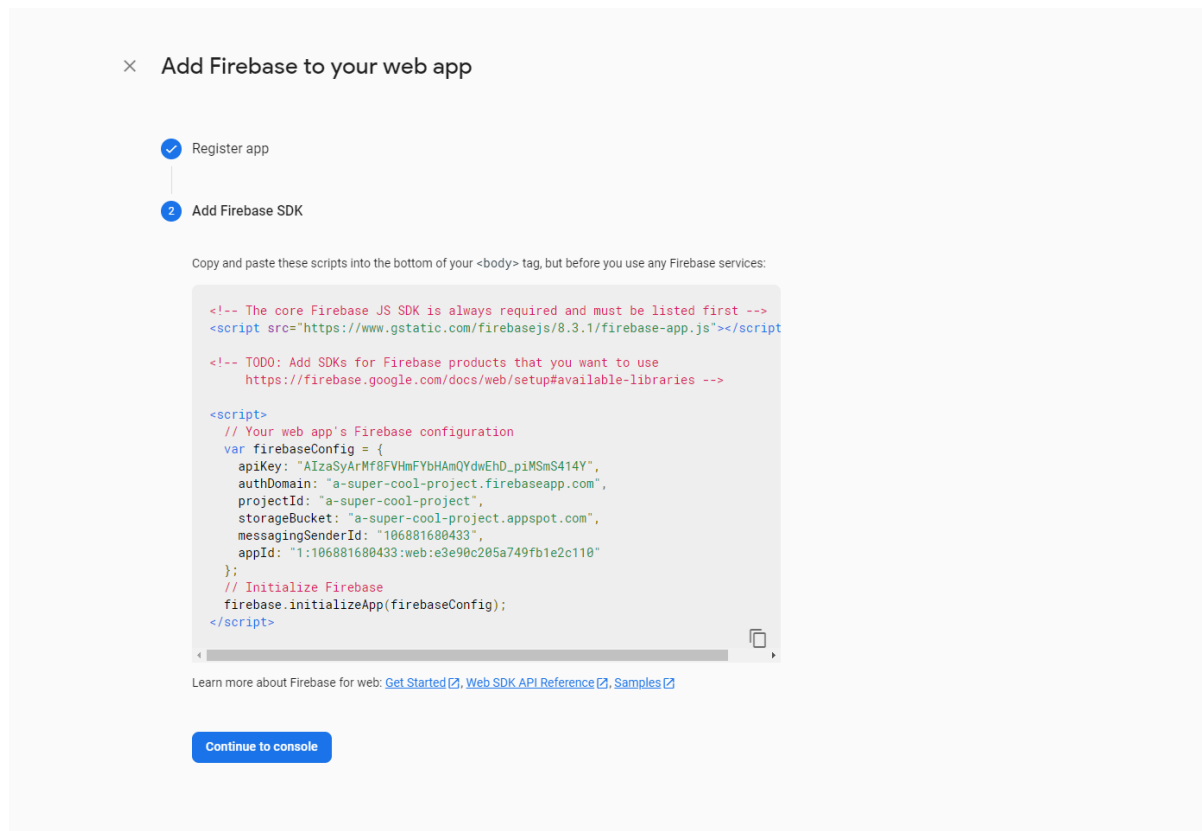 Add Firebase to your web app
Register app
2 Add Firebase SDK
Copy and paste these scripts into the bottom of your <body> tag, but before you use any Firebase services:
<!-- The core Firebase JS SDK is always required and must be listed first -->
<script src="https://www.gstatic.com/firebasejs/8.3.1/firebase-app.js"></script
<!-- TODO: Add SDKs for Firebase products that you want to use
https://firebase.google.com/docs/web/setup#available-libraries -->
<script>
// Your web app's Firebase configuration
var firebaseConfig = {
apiKey: "AIzaSyArMf8FVHmFYbHAmQYdwEhD_piMSmS414Y",
authDomain: "a-super-cool-project.firebaseapp.com",
projectId: "a-super-cool-project",
storageBucket: "a-super-cool-project.appspot.com",
messagingSenderId: "106881680433",
appId: "1:106881680433:web:e3e90c205a749fb1e2c110"
};
// Initialize Firebase
firebase.initializeApp(firebaseConfig);
</script>
Learn more about Firebase for web: Get Started, Web SDK API Reference, Samples
Continue to console